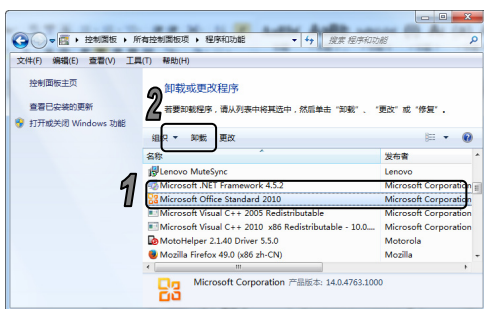 控制面板 ▸ 所有控制面板项 ▸ 程序和功能
搜索 程序和功能
文件(F) 编辑(E) 查看(V) 工具(T) 帮助(H)
控制面板主页
查看已安装的更新
打开或关闭 Windows 功能
卸载或更改程序
若要卸载程序，请从列表中将其选中，然后单击“卸载”、“更改”或“修复”。
2
组织 卸载 更改
名称 发布者
Lenovo MuteSync Lenovo
1
Microsoft .NET Framework 4.5.2 Microsoft Corporation
Microsoft Office Standard 2010 Microsoft Corporation
Microsoft Visual C++ 2005 Redistributable Microsoft Corporation
Microsoft Visual C++ 2010 x86 Redistributable - 10.0.... Microsoft Corporation
MotoHelper 2.1.40 Driver 5.5.0 Motorola
Mozilla Firefox 49.0 (x86 zh-CN) Mozilla
Microsoft Corporation 产品版本: 14.0.4763.1000